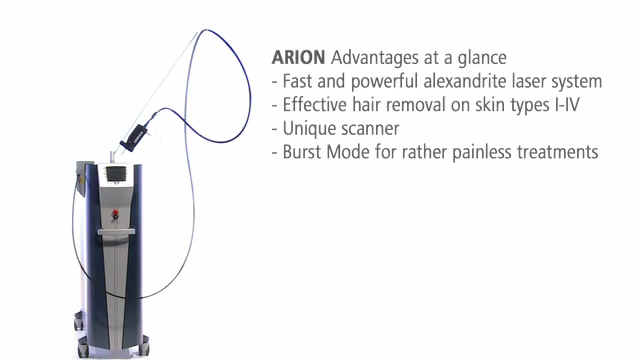 ARION Advantages at a glance
- Fast and powerful alexandrite laser system
- Effective hair removal on skin types I-IV
- Unique scanner
- Burst Mode for rather painless treatments